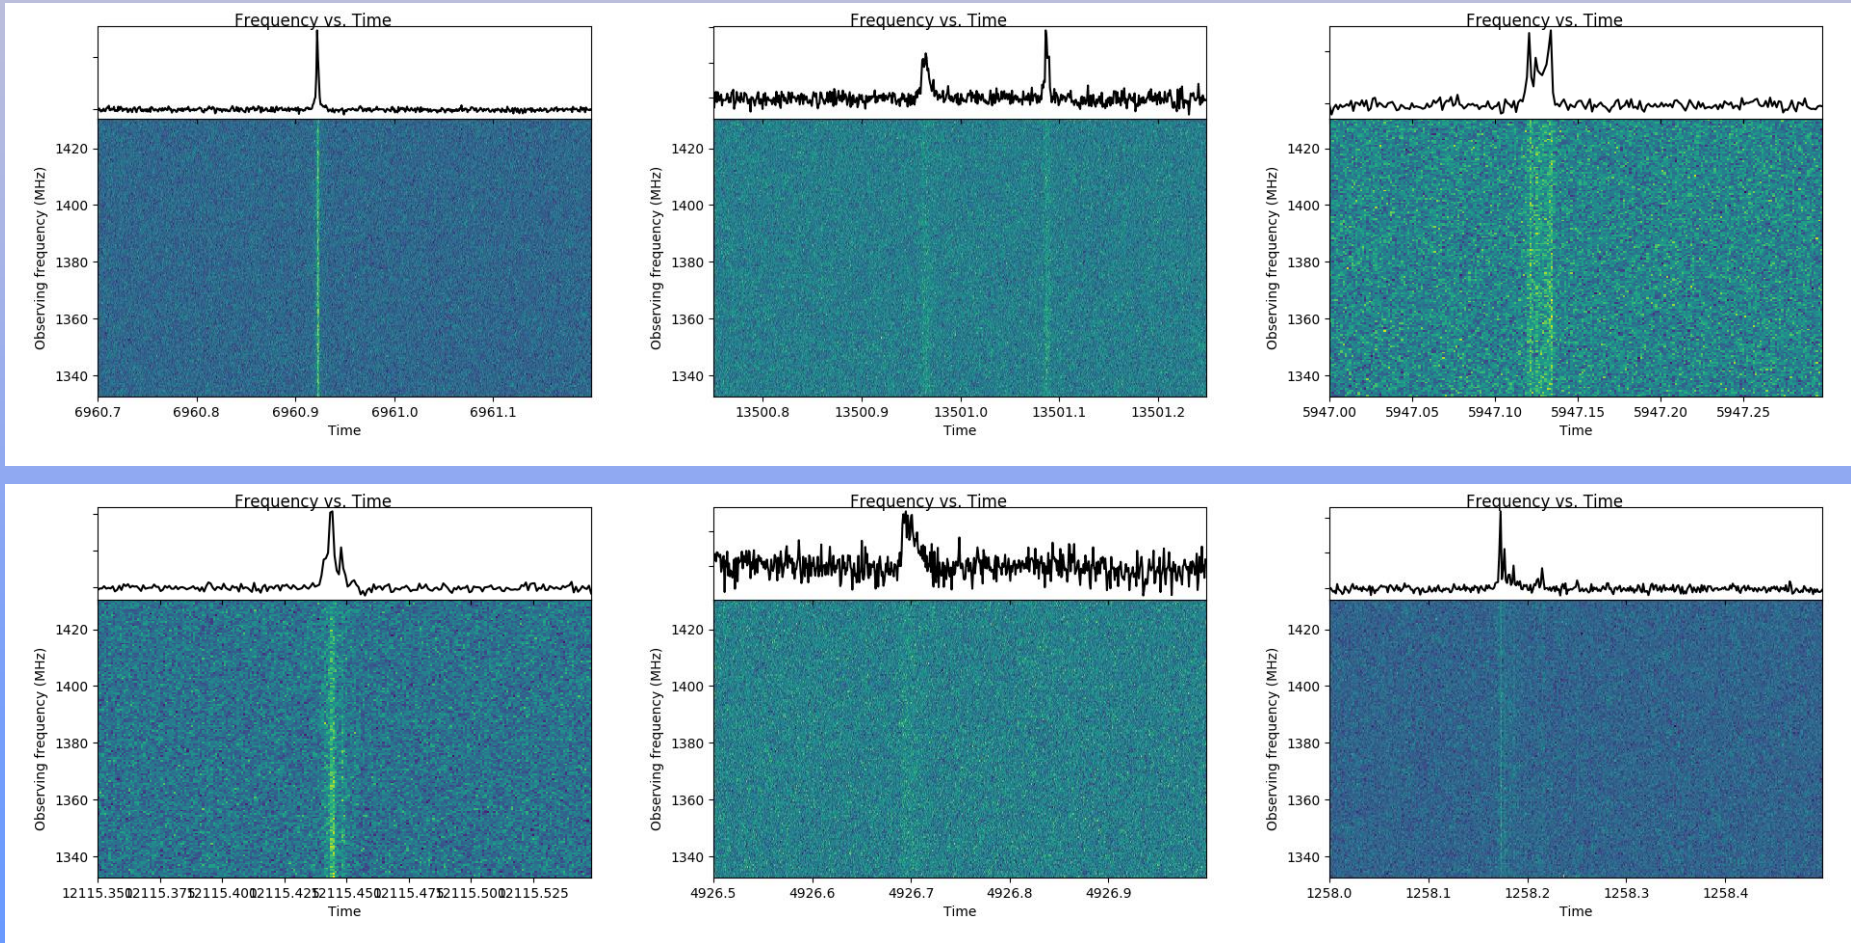 Frequency vs. Time
Observing frequency (MHz)
1420
1400
1380
1360
1340
6960.7 6960.8 6960.9 6961.0 6961.1
Time
Frequency vs. Time
Observing frequency (MHz)
1420
1400
1380
1360
1340
13500.8 13500.9 13501.0 13501.1 13501.2
Time
Frequency vs. Time
Observing frequency (MHz)
1420
1400
1380
1360
1340
5947.00 5947.05 5947.10 5947.15 5947.20 5947.25
Time
Frequency vs. Time
Observing frequency (MHz)
1420
1400
1380
1360
1340
12115.350 12115.375 12115.400 12115.425 12115.450 12115.475 12115.500 12115.525
Time
Frequency vs. Time
Observing frequency (MHz)
1420
1400
1380
1360
1340
4926.5 4926.6 4926.7 4926.8 4926.9
Time
Frequency vs. Time
Observing frequency (MHz)
1420
1400
1380
1360
1340
1258.0 1258.1 1258.2 1258.3 1258.4
Time